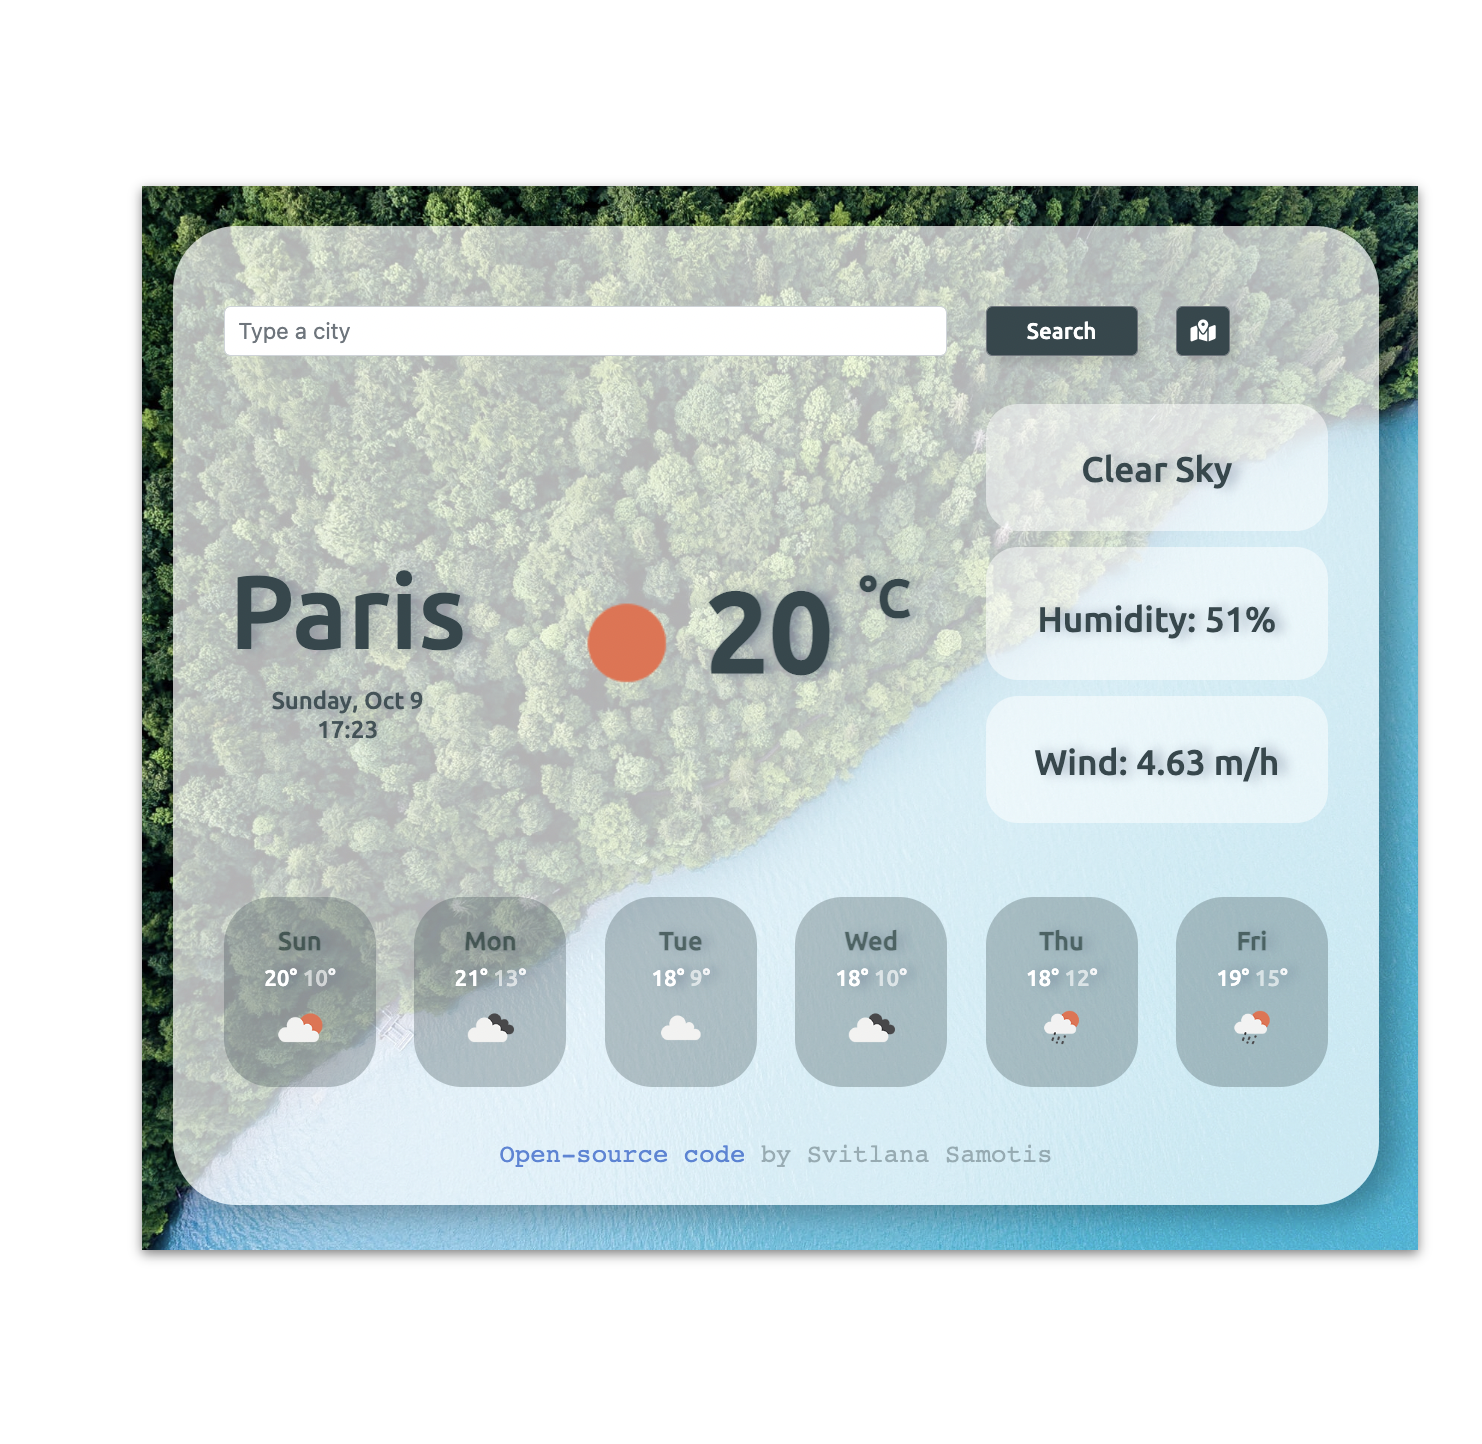 Type a city
Search
Clear Sky
Paris
20 °C
Humidity: 51%
Sunday, Oct 9
17:23
Wind: 4.63 m/h
Sun
20° 10°
Mon
21° 13°
Tue
18° 9°
Wed
18° 10°
Thu
18° 12°
Fri
19° 15°
Open-source code by Svitlana Samotis